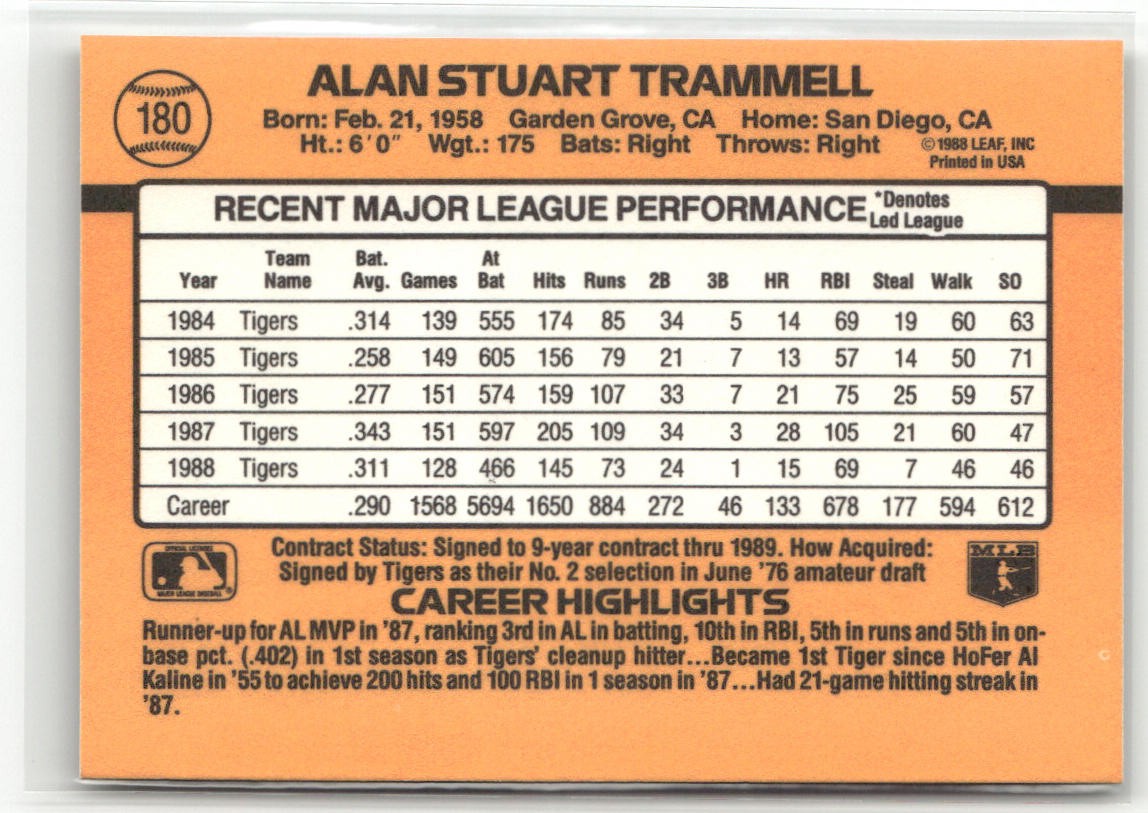 180
ALAN STUART TRAMMELL
Born: Feb. 21, 1958 Garden Grove, CA Home: San Diego, CA
Ht.: 6'0" Wgt.: 175 Bats: Right Throws: Right ©1988 LEAF, INC
Printed in USA
RECENT MAJOR LEAGUE PERFORMANCE *Denotes
Led League
Year Team Name Bat. Avg. Games At Bat Hits Runs 2B 3B HR RBI Steal Walk SO
1984 Tigers .314 139 555 174 85 34 5 14 69 19 60 63
1985 Tigers .258 149 605 156 79 21 7 13 57 14 50 71
1986 Tigers .277 151 574 159 107 33 7 21 75 25 59 57
1987 Tigers .343 151 597 205 109 34 3 28 105 21 60 47
1988 Tigers .311 128 466 145 73 24 1 15 69 7 46 46
Career .290 1568 5694 1650 884 272 46 133 678 177 594 612
OFFICIAL LICENSEE
MAJOR LEAGUE BASEBALL®
Contract Status: Signed to 9-year contract thru 1989. How Acquired:
Signed by Tigers as their No. 2 selection in June '76 amateur draft
MLB
CAREER HIGHLIGHTS
Runner-up for AL MVP in '87, ranking 3rd in AL in batting, 10th in RBI, 5th in runs and 5th in on-
base pct. (.402) in 1st season as Tigers' cleanup hitter...Became 1st Tiger since HoFer Al
Kaline in '55 to achieve 200 hits and 100 RBI in 1 season in '87...Had 21-game hitting streak in
'87.